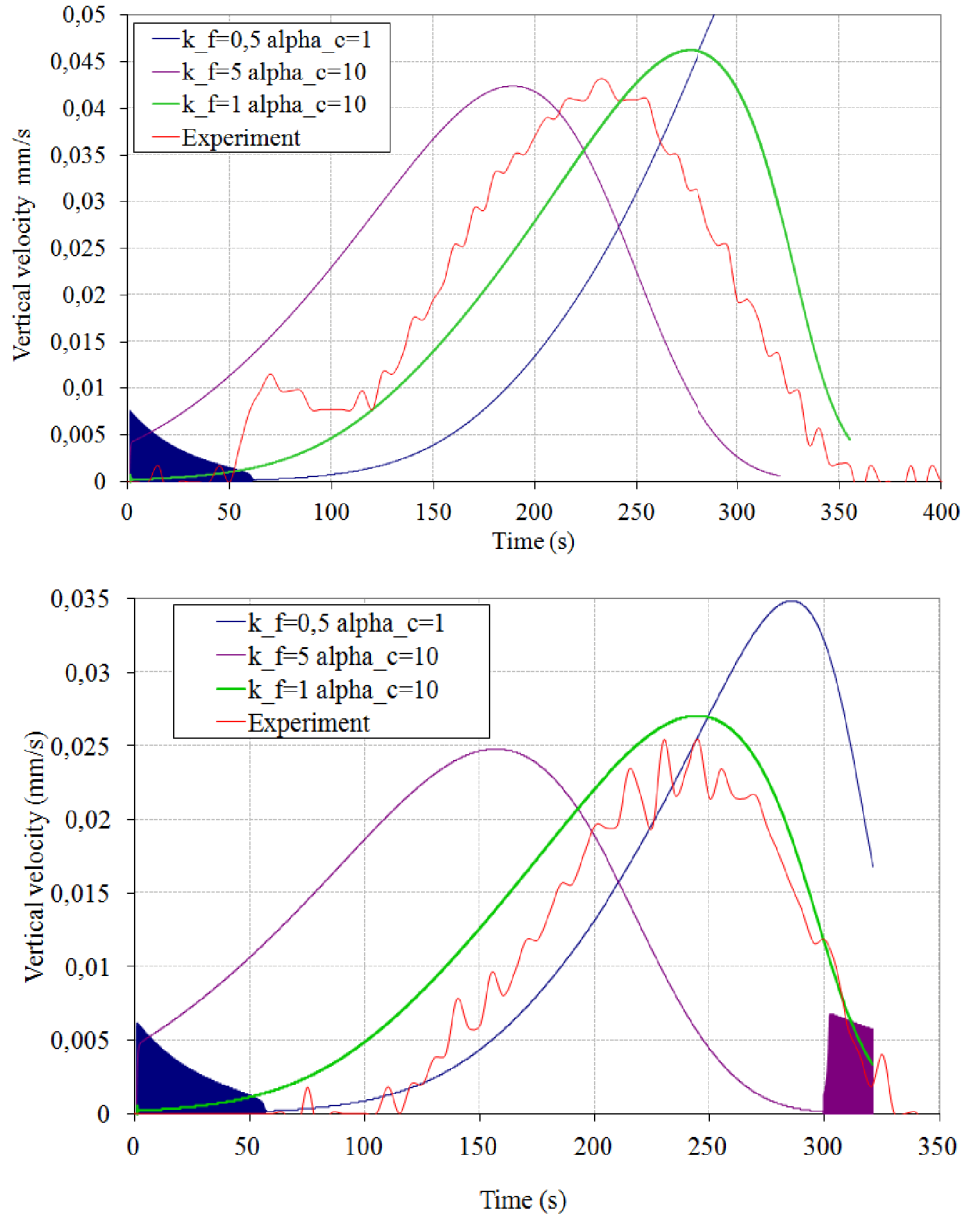 0,05
0,045
0,04
0,035
0,03
0,025
0,02
0,015
0,01
0,005
0
Vertical velocity mm/s
k_f=0,5 alpha_c=1
k_f=5 alpha_c=10
k_f=1 alpha_c=10
Experiment
0 50 100 150 200 250 300 350 400
Time (s)
0,035
0,03
0,025
0,02
0,015
0,01
0,005
0
Vertical velocity (mm/s)
k_f=0,5 alpha_c=1
k_f=5 alpha_c=10
k_f=1 alpha_c=10
Experiment
0 50 100 150 200 250 300 350
Time (s)